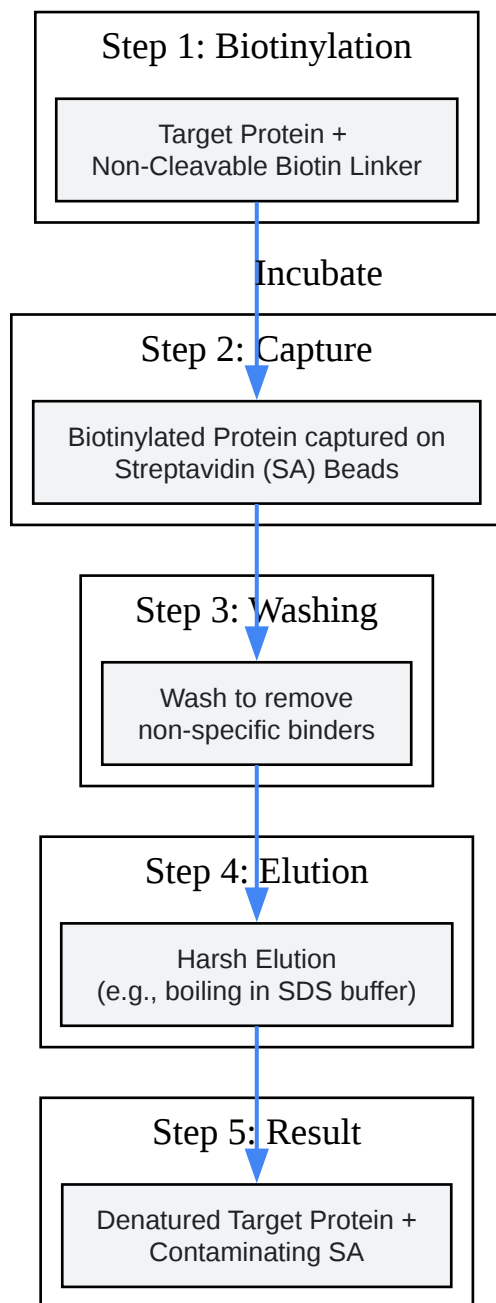 Step 1: Biotinylation
Target Protein +
Non-Cleavable Biotin Linker
Incubate
Step 2: Capture
Biotinylated Protein captured on
Streptavidin (SA) Beads
Step 3: Washing
Wash to remove
non-specific binders
Step 4: Elution
Harsh Elution
(e.g., boiling in SDS buffer)
Step 5: Result
Denatured Target Protein +
Contaminating SA